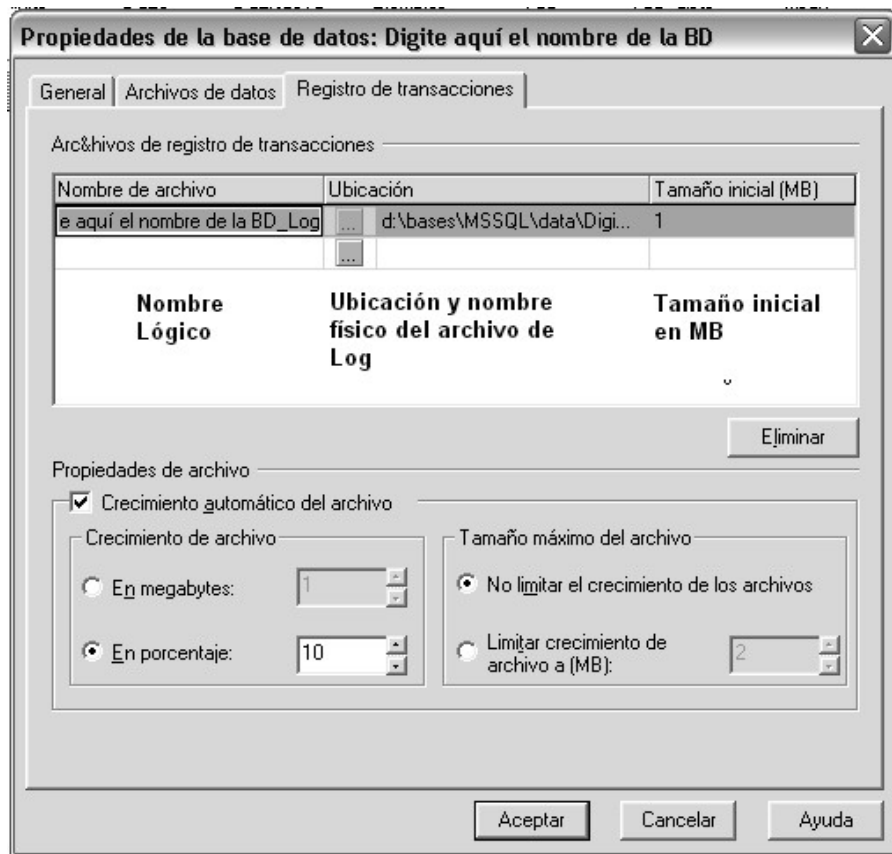 Propiedades de la base de datos: Digite aquí el nombre de la BD
General Archivos de datos Registro de transacciones
Arc&hivos de registro de transacciones
Nombre de archivo Ubicación Tamaño inicial (MB)
e aquí el nombre de la BD_Log ... d:\bases\MSSQL\data\Digi... 1
...
Nombre Lógico
Ubicación y nombre físico del archivo de Log
Tamaño inicial en MB
Eliminar
Propiedades de archivo
Crecimiento automático del archivo
Crecimiento de archivo
En megabytes: 1
En porcentaje: 10
Tamaño máximo del archivo
No limitar el crecimiento de los archivos
Limitar crecimiento de
archivo a (MB): 2
Aceptar Cancelar Ayuda